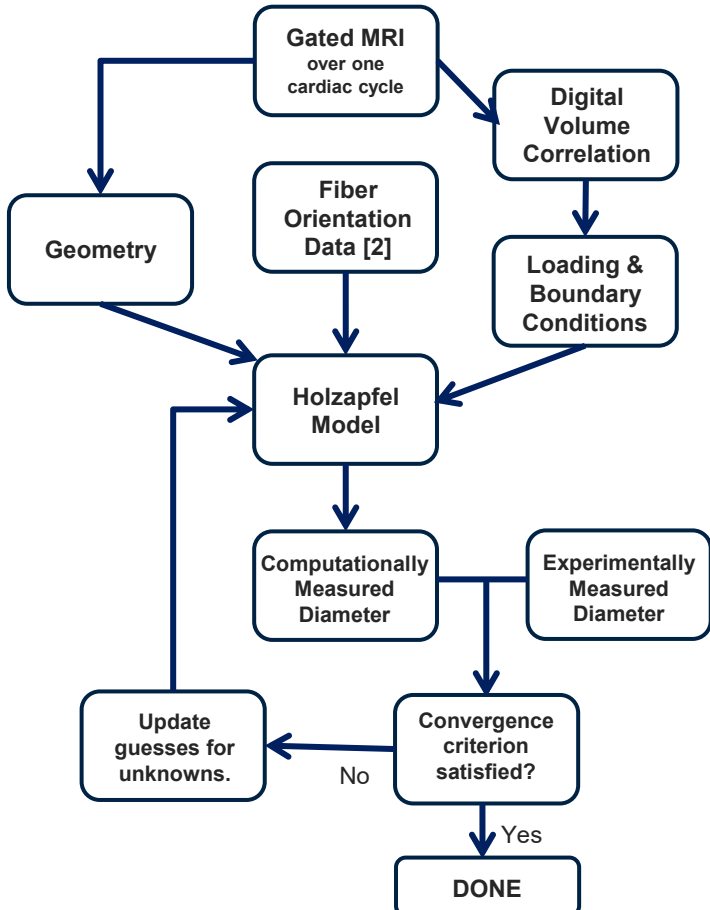 Gated MRI
over one
cardiac cycle
Digital
Volume
Correlation
Geometry
Fiber
Orientation
Data [2]
Loading &
Boundary
Conditions
Holzapfel
Model
Computationally
Measured
Diameter
Experimentally
Measured
Diameter
Update
guesses for
unknowns.
No
Convergence
criterion
satisfied?
Yes
DONE